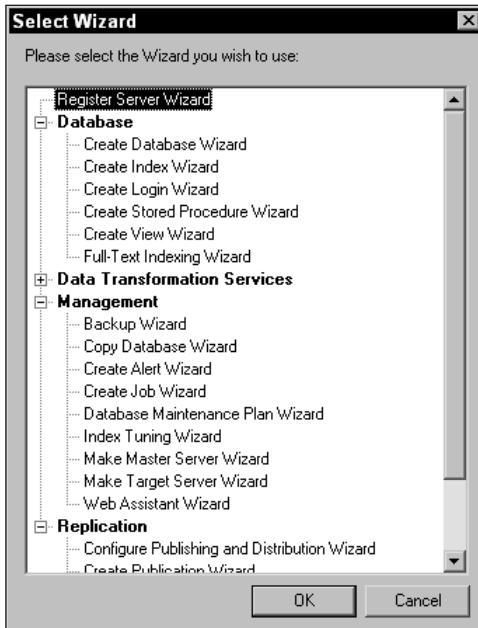 Select Wizard
Please select the Wizard you wish to use:
Register Server Wizard
Database
Create Database Wizard
Create Index Wizard
Create Login Wizard
Create Stored Procedure Wizard
Create View Wizard
Full-Text Indexing Wizard
Data Transformation Services
Management
Backup Wizard
Copy Database Wizard
Create Alert Wizard
Create Job Wizard
Database Maintenance Plan Wizard
Index Tuning Wizard
Make Master Server Wizard
Make Target Server Wizard
Web Assistant Wizard
Replication
Configure Publishing and Distribution Wizard
Create Publication Wizard
OK Cancel